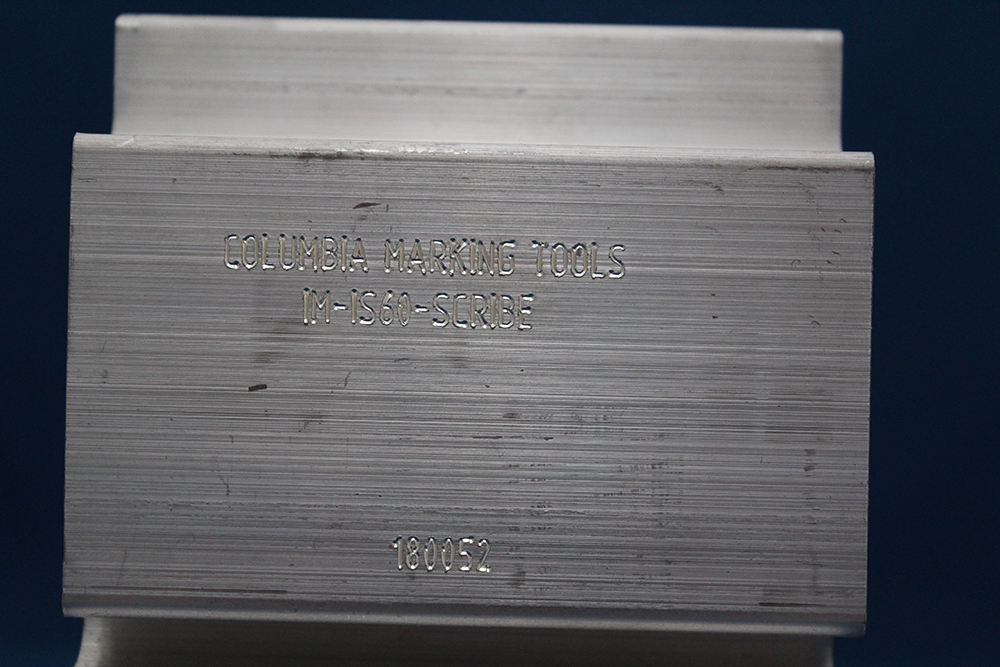 COLUMBIA MARKING TOOLS
IM-IS60-SCRIBE
180052